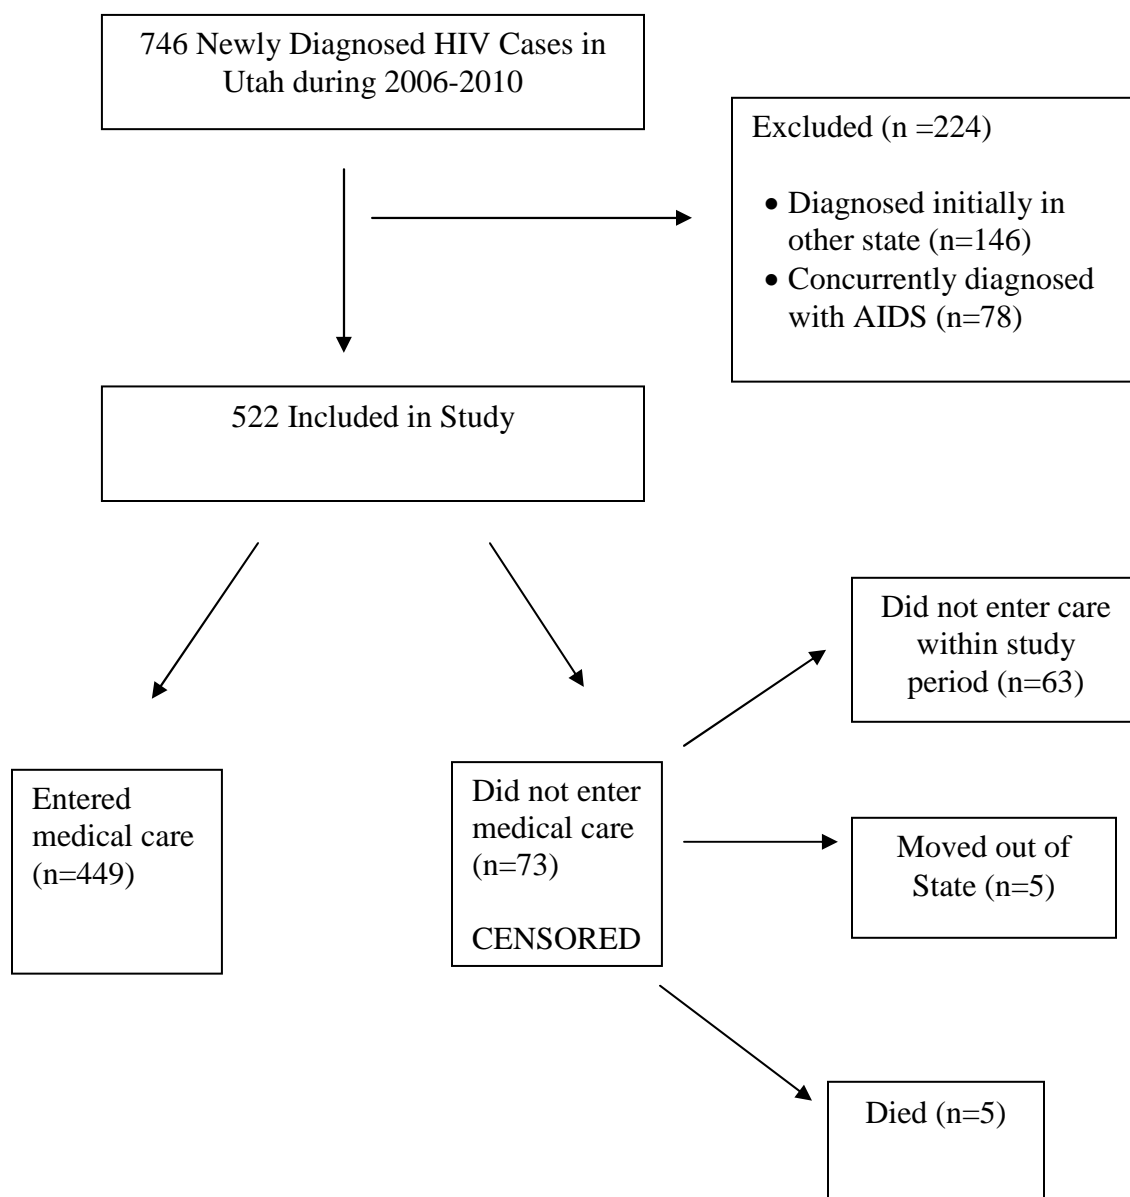 746 Newly Diagnosed HIV Cases in
Utah during 2006-2010
Excluded (n =224)
• Diagnosed initially in
other state (n=146)
• Concurrently diagnosed
with AIDS (n=78)
522 Included in Study
Did not enter care
within study
period (n=63)
Entered
medical care
(n=449)
Did not enter
medical care
(n=73)
CENSORED
Moved out of
State (n=5)
Died (n=5)